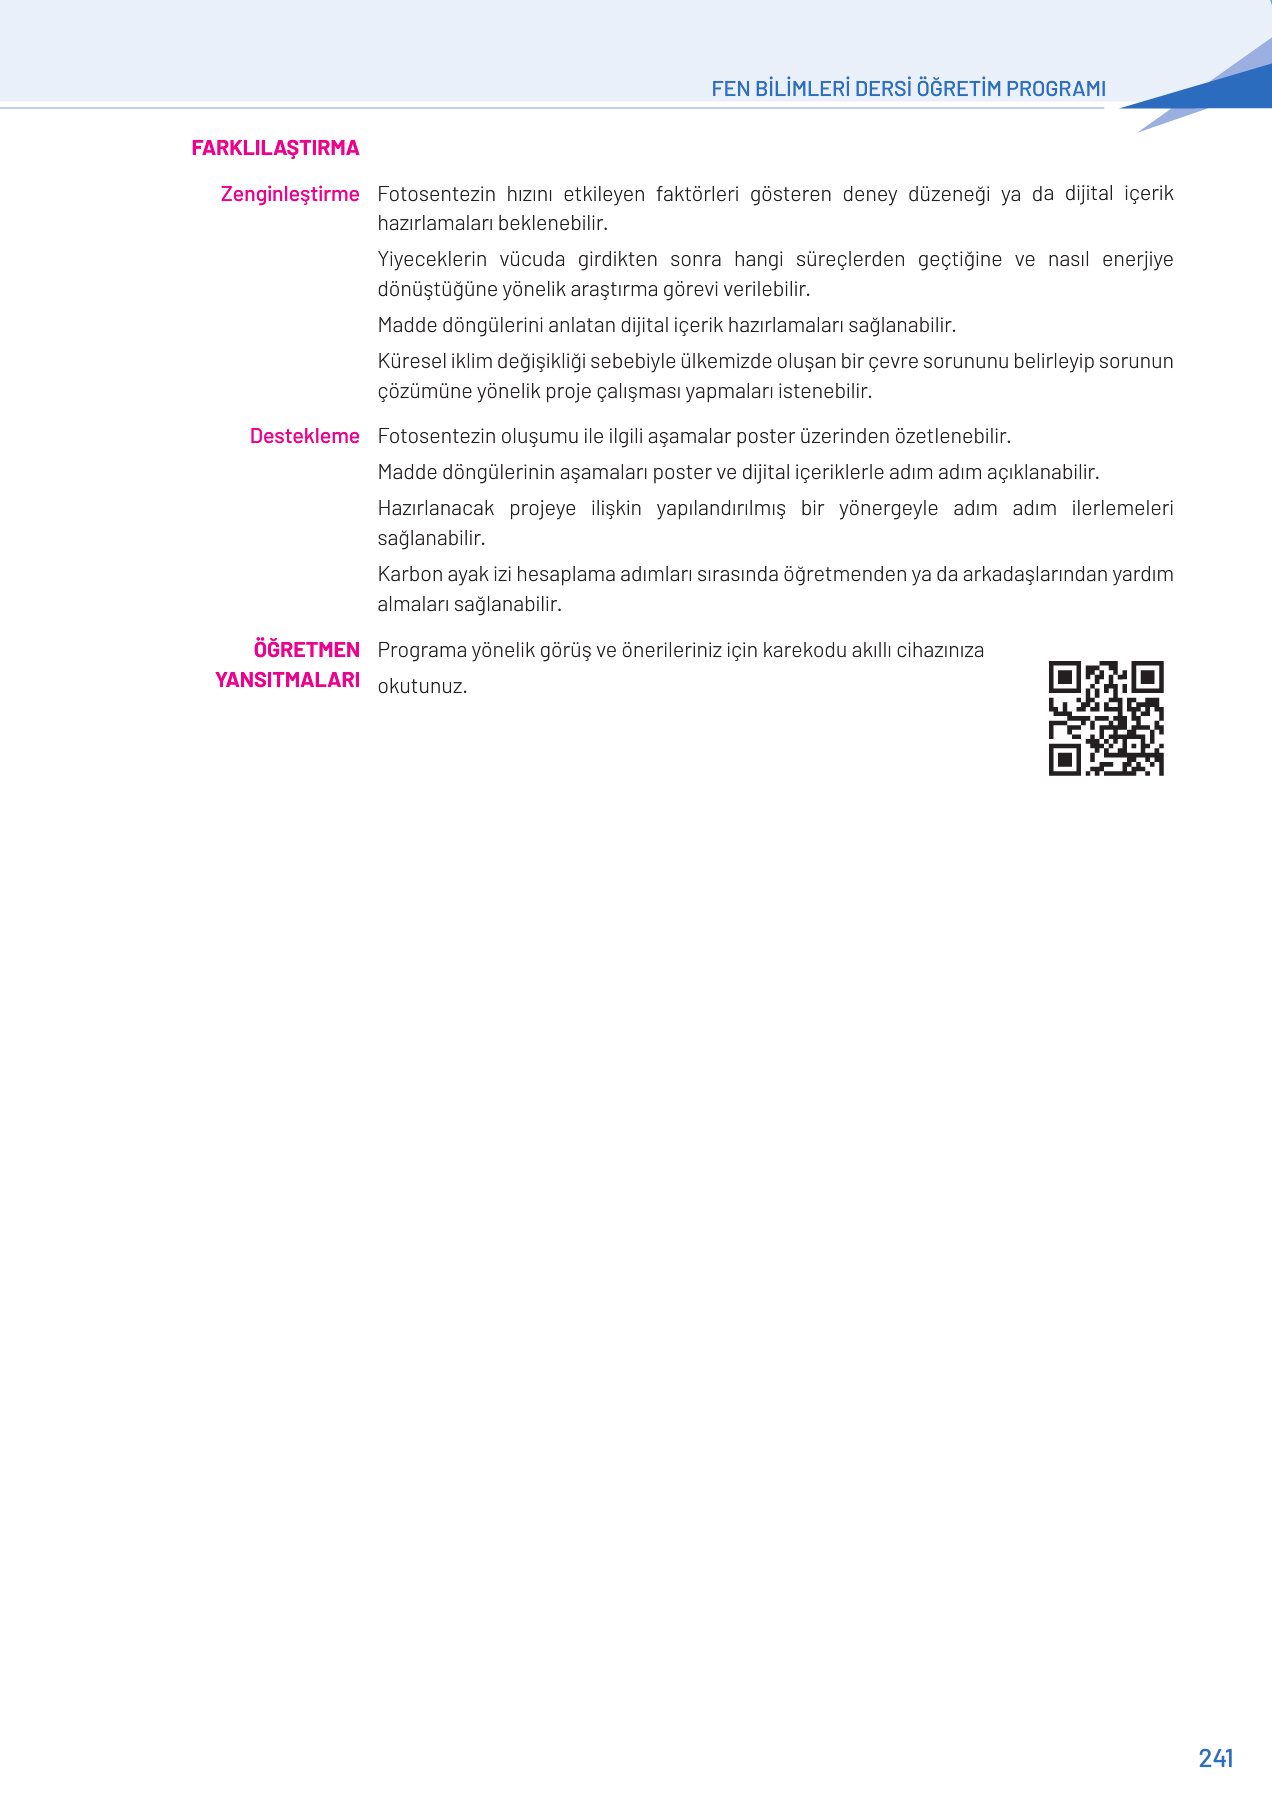 FEN BİLİMLERİ DERSİ ÖĞRETİM PROGRAMI
FARKLILAŞTIRMA
Zenginleştirme Fotosentezin hızını etkileyen faktörleri gösteren deney düzeneği ya da dijital içerik
hazırlamaları beklenebilir.
Yiyeceklerin vücuda girdikten sonra hangi süreçlerden geçtiğine ve nasıl enerjiye
dönüştüğüne yönelik araştırma görevi verilebilir.
Madde döngülerini anlatan dijital içerik hazırlamaları sağlanabilir.
Küresel iklim değişikliği sebebiyle ülkemizde oluşan bir çevre sorununu belirleyip sorunun
çözümüne yönelik proje çalışması yapmaları istenebilir.
Destekleme Fotosentezin oluşumu ile ilgili aşamalar poster üzerinden özetlenebilir.
Madde döngülerinin aşamaları poster ve dijital içeriklerle adım adım açıklanabilir.
Hazırlanacak projeye ilişkin yapılandırılmış bir yönergeyle adım adım ilerlemeleri
sağlanabilir.
Karbon ayak izi hesaplama adımları sırasında öğretmenden ya da arkadaşlarından yardım
almaları sağlanabilir.
ÖĞRETMEN Programa yönelik görüş ve önerileriniz için karekodu akıllı cihazınıza
YANSITMALARI okutunuz.
241